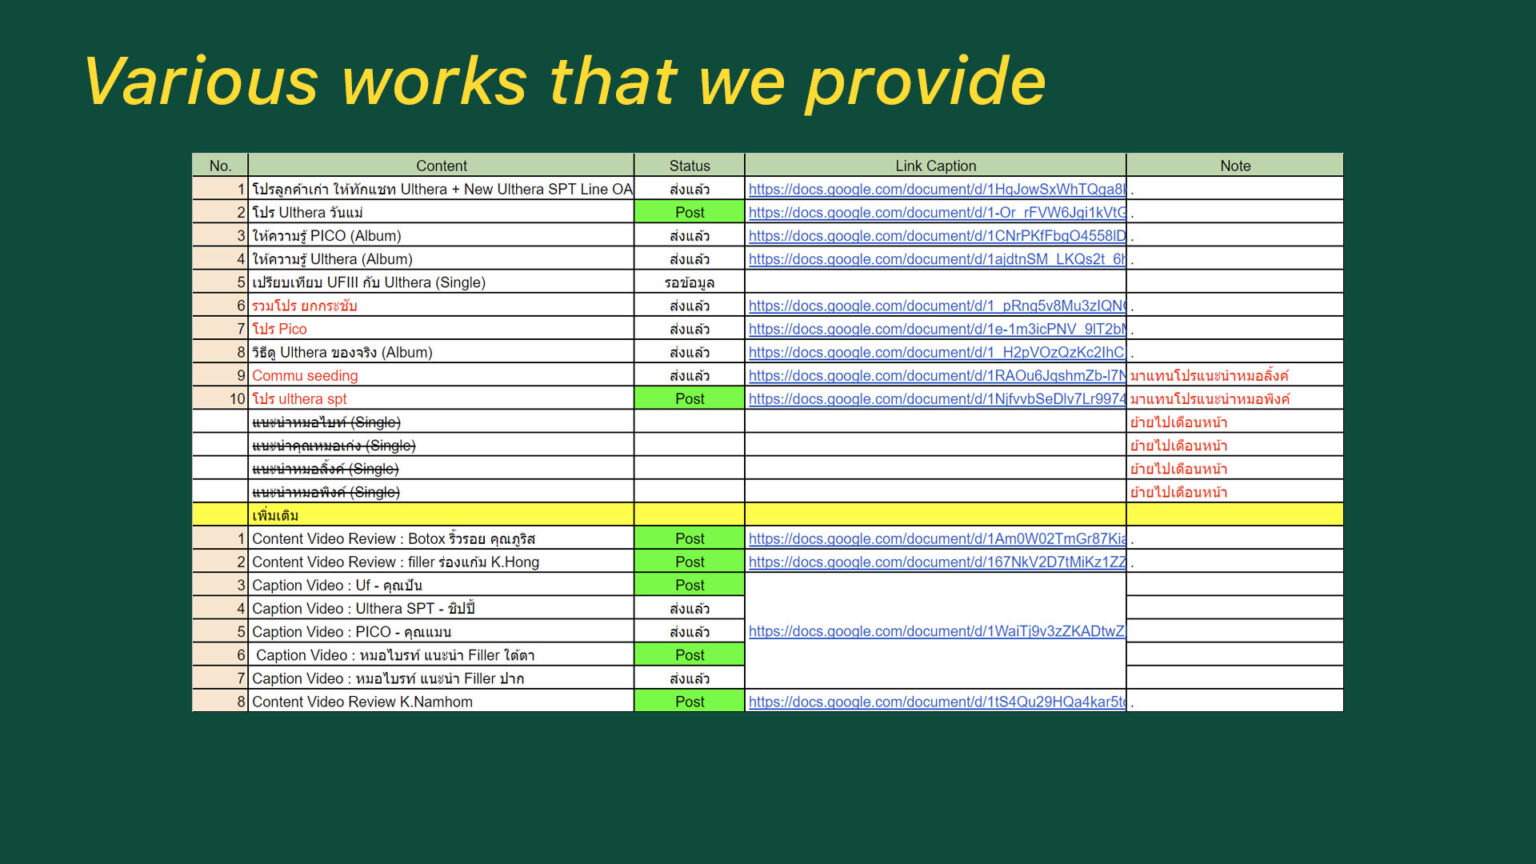 Various works that we provide
No. Content Status Link Caption Note
1 โปรลูกค้าเก่า ให้ทักแชท Ulthera + New Ulthera SPT Line OA ส่งแล้ว https://docs.google.com/document/d/1HqJowSxWhTQga8 .
2 โปร Ulthera วันแม่ Post https://docs.google.com/document/d/1-Or_rFVW6Jgi1kVtG .
3 ให้ความรู้ PICO (Album) ส่งแล้ว https://docs.google.com/document/d/1CNrPKfFbgO4558lD .
4 ให้ความรู้ Ulthera (Album) ส่งแล้ว https://docs.google.com/document/d/1ajdtnSM_LKQs2t_6 .
5 เปรียบเทียบ UFIII กับ Ulthera (Single) รอข้อมูล
6 รวมโปร ยกกระชับ ส่งแล้ว https://docs.google.com/document/d/1_pRng5v8Mu3zIQN .
7 โปร Pico ส่งแล้ว https://docs.google.com/document/d/1e-1m3icPNV_9lT2b .
8 วิธีดู Ulthera ของจริง (Album) ส่งแล้ว https://docs.google.com/document/d/1_H2pVOzQzKc2IhC .
9 Commu seeding ส่งแล้ว https://docs.google.com/document/d/1RAOu6JgshmZb-l7N มาแทนโปรแนะนำหมอลิ้งค์
10 โปร ulthera spt Post https://docs.google.com/document/d/1NjfvvbSeDlv7Lr9974 มาแทนโปรแนะนำหมอพิงค์
แนะนำหมอไบท์ (Single) ย้ายไปเดือนหน้า
แนะนำคุณหมอเก่ง (Single) ย้ายไปเดือนหน้า
แนะนำหมอลิ้งค์ (Single) ย้ายไปเดือนหน้า
แนะนำหมอพิงค์ (Single) ย้ายไปเดือนหน้า
เพิ่มเติม
1 Content Video Review : Botox ริ้วรอย คุณภูริส Post https://docs.google.com/document/d/1Am0W02TmGr87Kia .
2 Content Video Review : filler ร่องแก้ม K.Hong Post https://docs.google.com/document/d/167NkV2D7tMiKz1ZZ .
3 Caption Video : Uf - คุณปัน Post
4 Caption Video : Ulthera SPT - ซิปปี้ ส่งแล้ว
5 Caption Video : PICO - คุณแมน ส่งแล้ว https://docs.google.com/document/d/1WaiTj9v3zZKADtwZ
6 Caption Video : หมอไบรท์ แนะนำ Filler ใต้ตา Post
7 Caption Video : หมอไบรท์ แนะนำ Filler ปาก ส่งแล้ว
8 Content Video Review K.Namhom Post https://docs.google.com/document/d/1tS4Qu29HQa4kar5t .